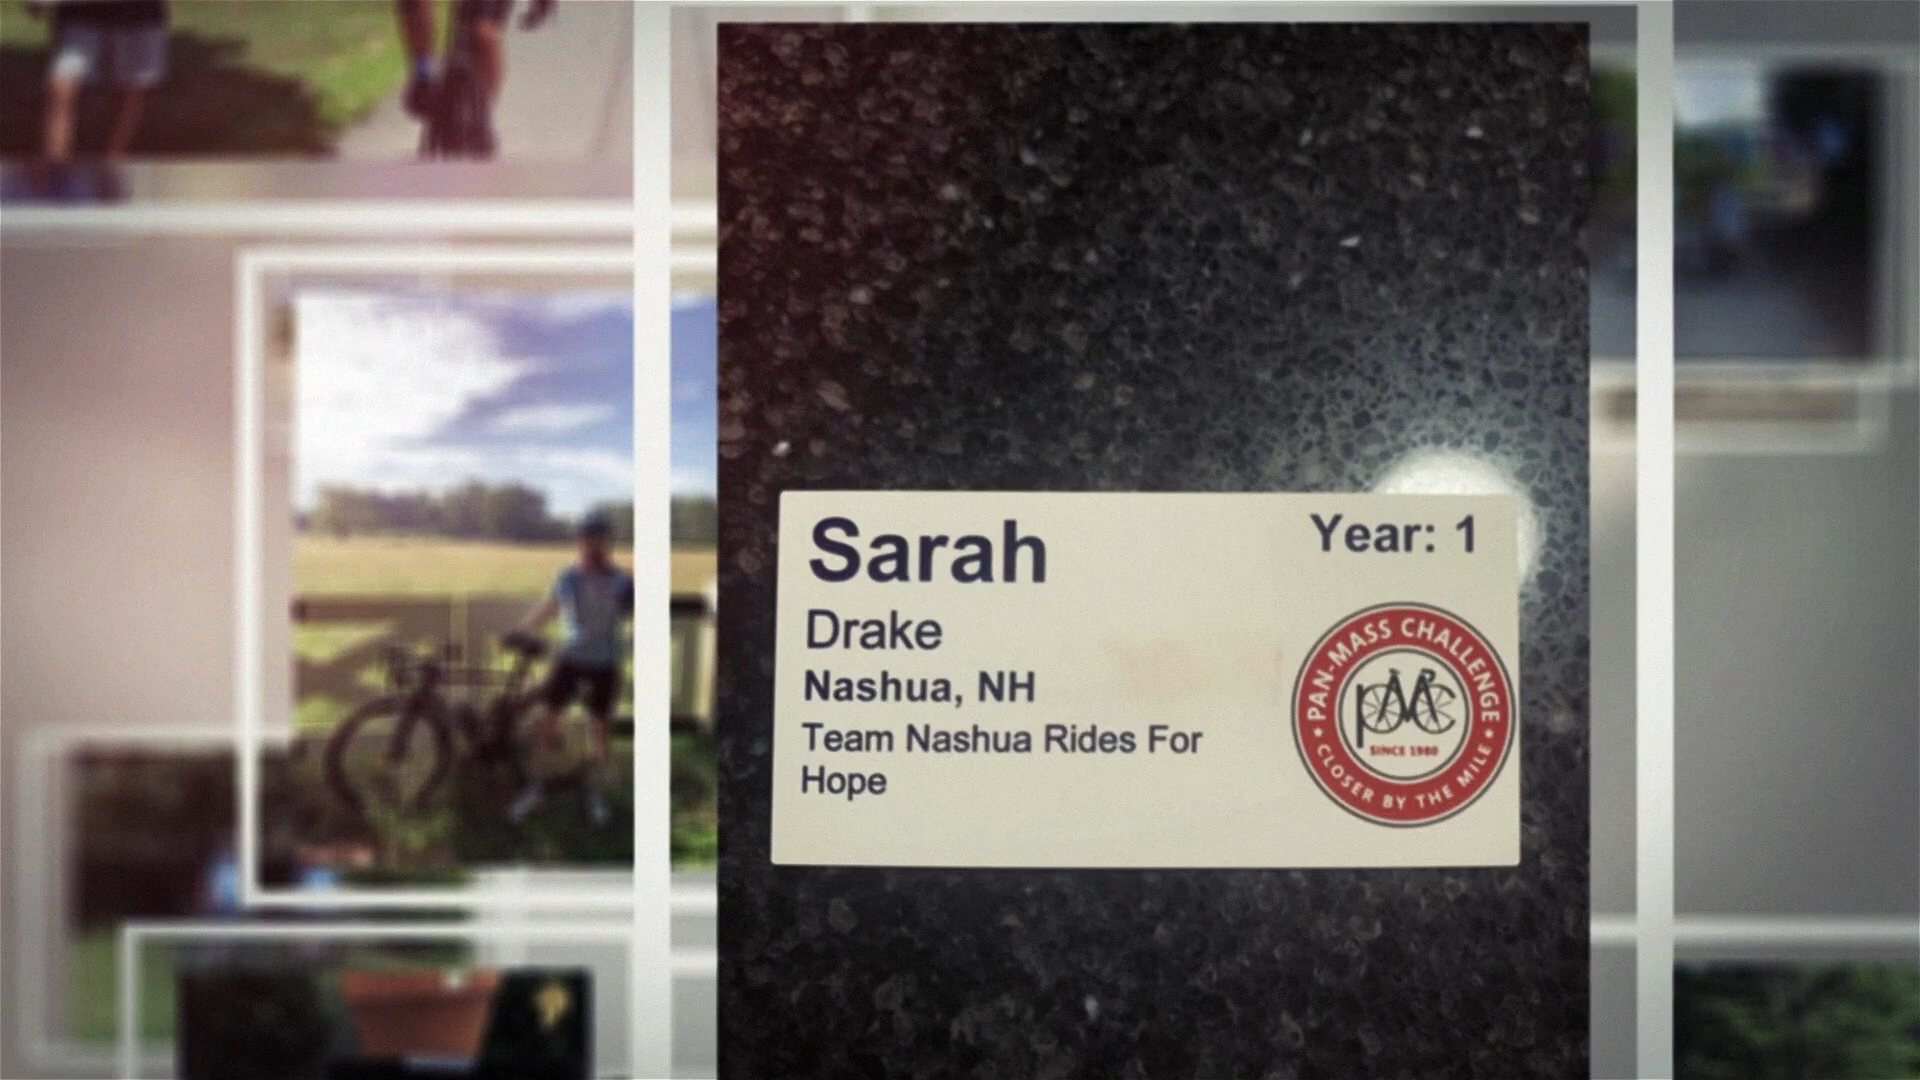 Sarah
Year: 1
Drake
Nashua, NH
Team Nashua Rides For
Hope
PAN-MASS CHALLENGE
pMc
SINCE 1980
CLOSER BY THE MILE